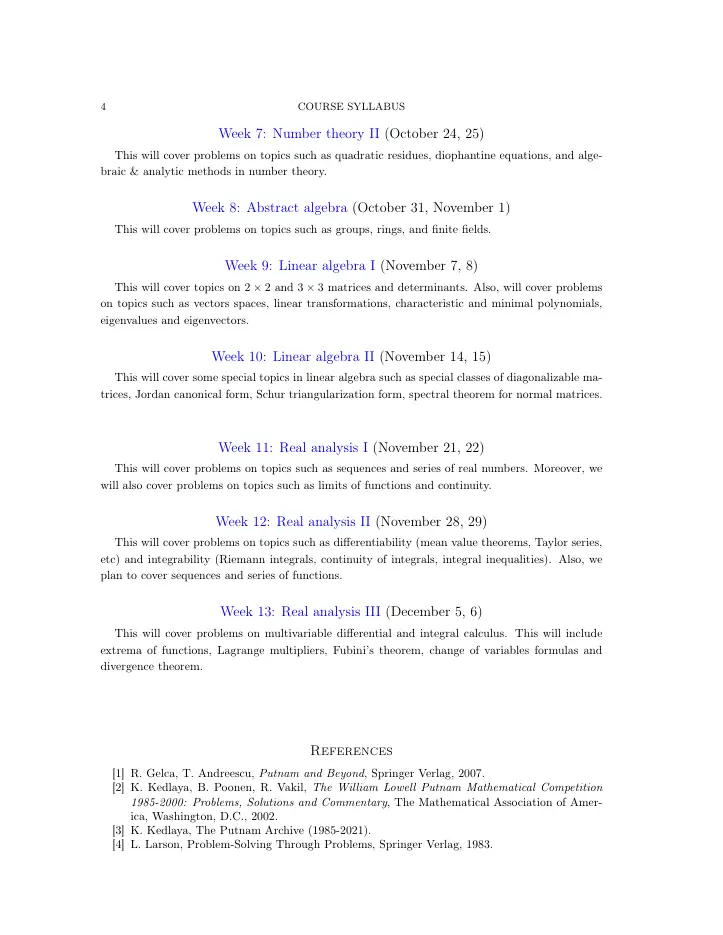 4 COURSE SYLLABUS
Week 7: Number theory II (October 24, 25)
This will cover problems on topics such as quadratic residues, diophantine equations, and alge-
braic & analytic methods in number theory.
Week 8: Abstract algebra (October 31, November 1)
This will cover problems on topics such as groups, rings, and finite fields.
Week 9: Linear algebra I (November 7, 8)
This will cover topics on 2 × 2 and 3 × 3 matrices and determinants. Also, will cover problems
on topics such as vectors spaces, linear transformations, characteristic and minimal polynomials,
eigenvalues and eigenvectors.
Week 10: Linear algebra II (November 14, 15)
This will cover some special topics in linear algebra such as special classes of diagonalizable ma-
trices, Jordan canonical form, Schur triangularization form, spectral theorem for normal matrices.
Week 11: Real analysis I (November 21, 22)
This will cover problems on topics such as sequences and series of real numbers. Moreover, we
will also cover problems on topics such as limits of functions and continuity.
Week 12: Real analysis II (November 28, 29)
This will cover problems on topics such as differentiability (mean value theorems, Taylor series,
etc) and integrability (Riemann integrals, continuity of integrals, integral inequalities). Also, we
plan to cover sequences and series of functions.
Week 13: Real analysis III (December 5, 6)
This will cover problems on multivariable differential and integral calculus. This will include
extrema of functions, Lagrange multipliers, Fubini's theorem, change of variables formulas and
divergence theorem.
References
[1] R. Gelca, T. Andreescu, Putnam and Beyond, Springer Verlag, 2007.
[2] K. Kedlaya, B. Poonen, R. Vakil, The William Lowell Putnam Mathematical Competition
1985-2000: Problems, Solutions and Commentary, The Mathematical Association of Amer-
ica, Washington, D.C., 2002.
[3] K. Kedlaya, The Putnam Archive (1985-2021).
[4] L. Larson, Problem-Solving Through Problems, Springer Verlag, 1983.